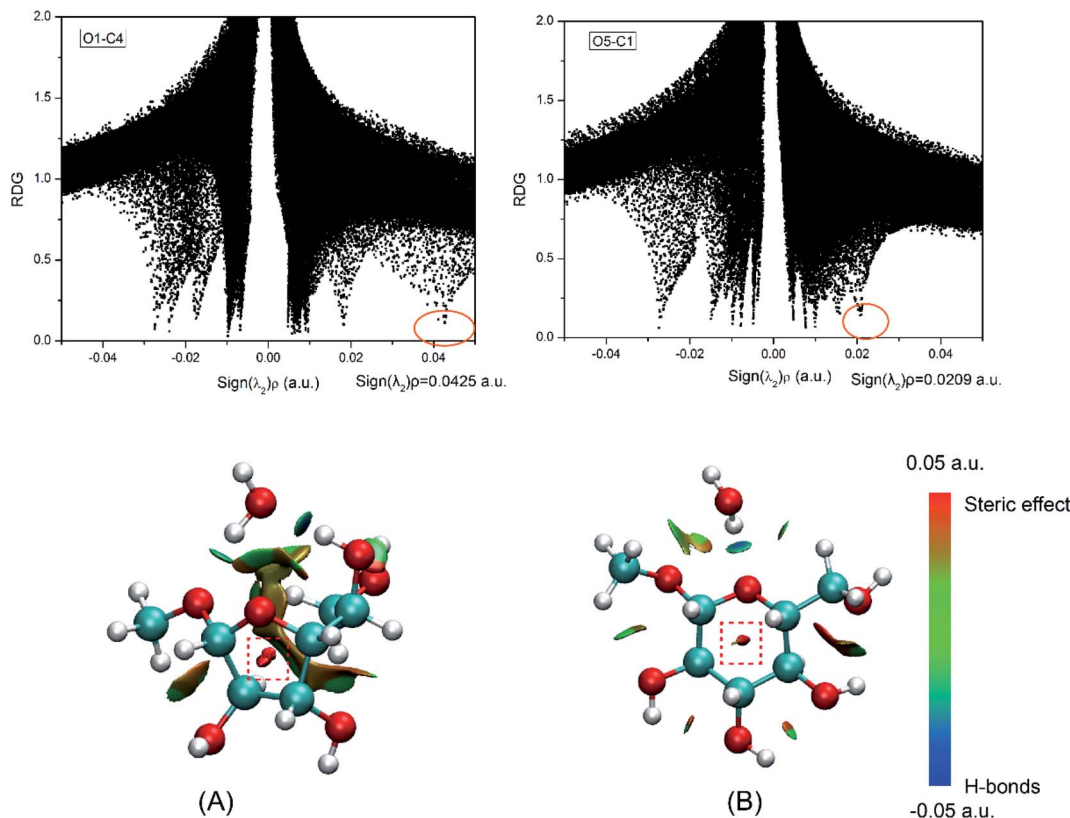 O1-C4
RDG
2.0
1.5
1.0
0.5
0.0
-0.04
-0.02
0.00
0.02
0.04
Sign(λ₂)ρ (a.u.)
Sign(λ₂)ρ=0.0425 a.u.
O5-C1
RDG
2.0
1.5
1.0
0.5
0.0
-0.04
-0.02
0.00
0.02
0.04
Sign(λ₂)ρ (a.u.)
Sign(λ₂)ρ=0.0209 a.u.
(A)
(B)
0.05 a.u.
Steric effect
H-bonds
-0.05 a.u.